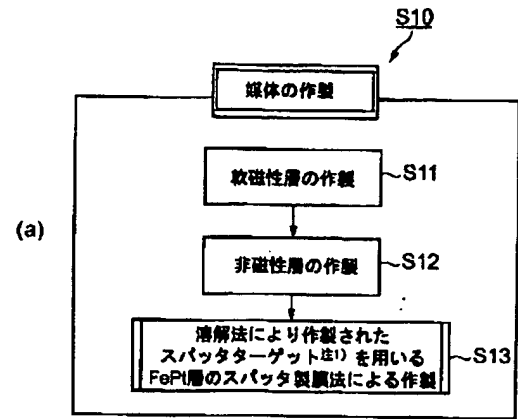 S10
媒体の作製
軟磁性層の作製
S11
(a)
非磁性層の作製
S12
溶解法により作製された
スパッタターゲット注1)を用いる
FePt層のスパッタ製膜法による作製
S13